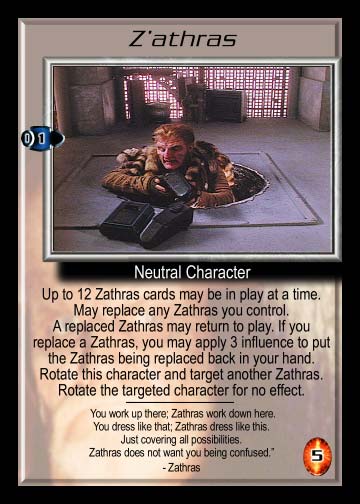 Z'athras
0 1
Neutral Character
Up to 12 Zathras cards may be in play at a time.
May replace any Zathras you control.
A replaced Zathras may return to play. If you
replace a Zathras, you may apply 3 influence to put
the Zathras being replaced back in your hand.
Rotate this character and target another Zathras.
Rotate the targeted character for no effect.
You work up there; Zathras work down here.
You dress like that; Zathras dress like this.
Just covering all possibilities.
Zathras does not want you being confused.”
- Zathras
5